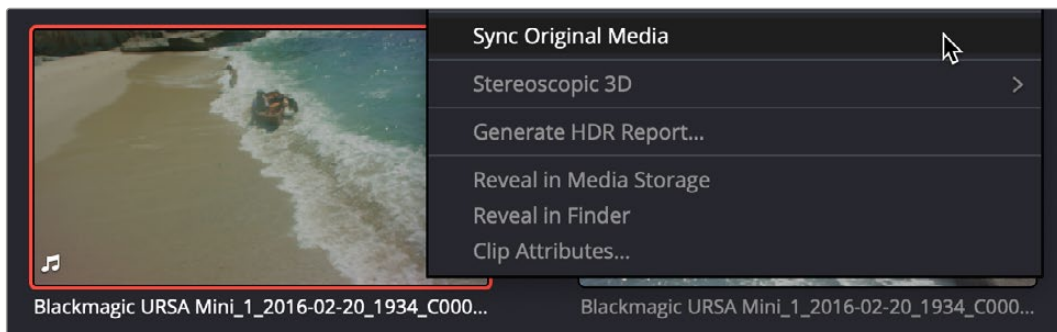 Sync Original Media
Stereoscopic 3D
Generate HDR Report...
Reveal in Media Storage
Reveal in Finder
Clip Attributes...
Blackmagic URSA Mini_1_2016-02-20_1934_C000...
Blackmagic URSA Mini_1_2016-02-20_1934_C000...